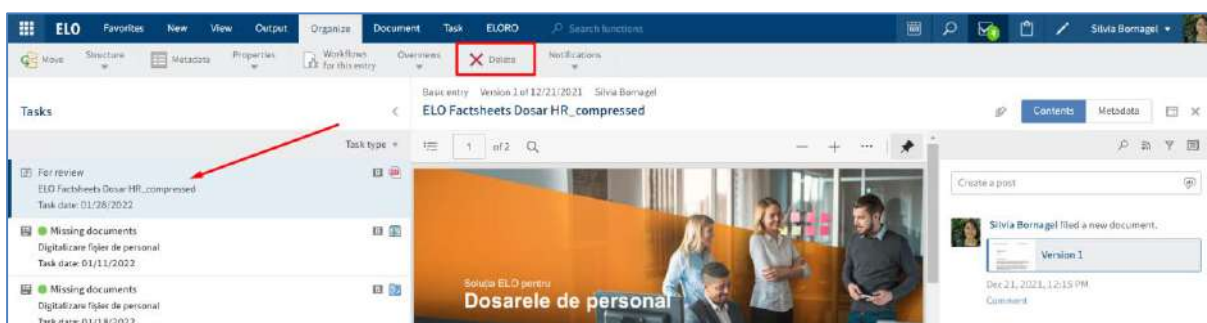 ELO Favorites New View Output Organize Document Task ELORO Search functions Silvia Bornagel
Move Structure Metadata Properties Workflows for this entry Overviews Delete Notifications
Tasks
Task type
For review
ELO Factsheets Dosar HR_compressed
Task date: 01/28/2022
Missing documents
Digitalizare fișier de personal
Task date: 01/11/2022
Missing documents
Digitalizare fișier de personal
Task date: 01/18/2022
Basic entry Version 1 of 12/21/2021 Silvia Bornagel
ELO Factsheets Dosar HR_compressed
Contents Metadata
1 of 2
Soluția ELO pentru
Dosarele de personal
Create a post
Silvia Bornagel filed a new document.
Version 1
Dec 21, 2021, 12:15 PM
Comment